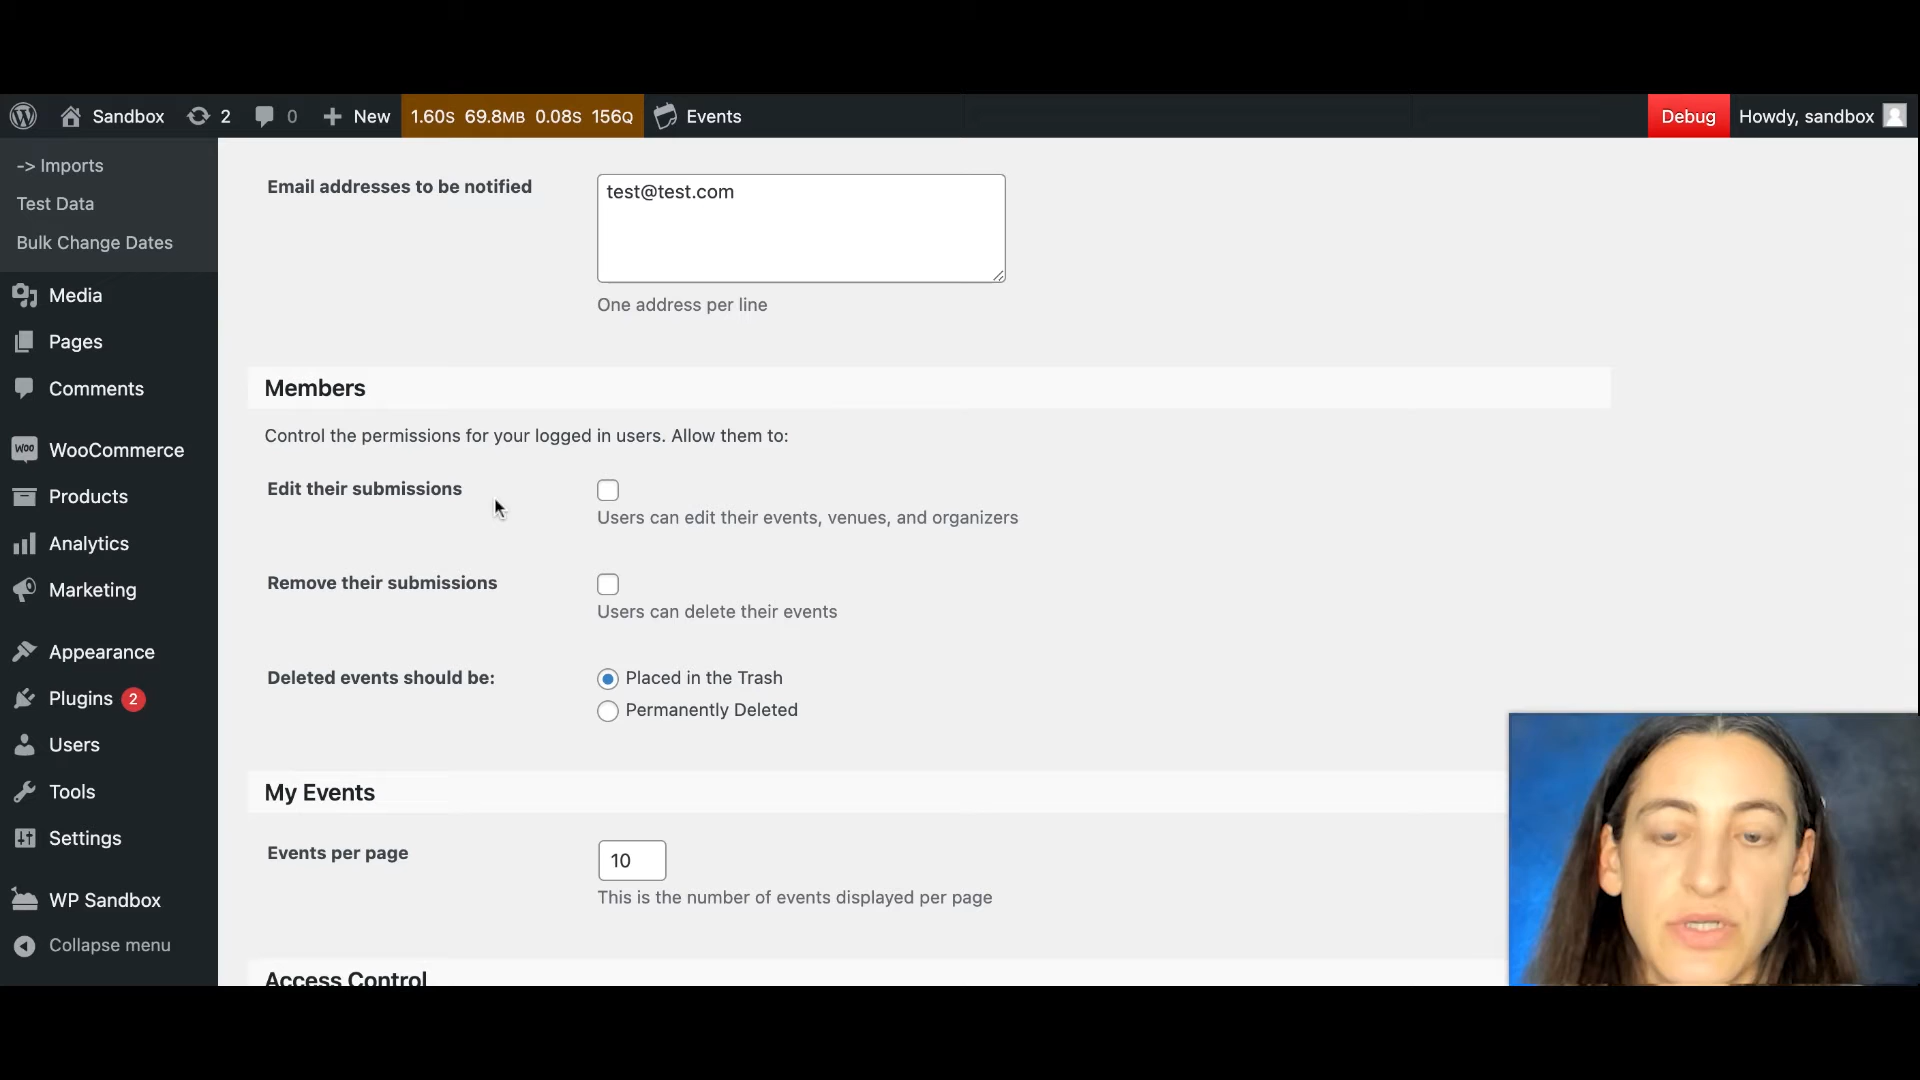 Sandbox 2 0 New 1.60S 69.8MB 0.08S 156Q Events Debug Howdy, sandbox
-> Imports
Test Data
Bulk Change Dates
Media
Pages
Comments
WOO WooCommerce
Products
Analytics
Marketing
Appearance
Plugins 2
Users
Tools
Settings
WP Sandbox
Collapse menu
Email addresses to be notified
test@test.com
One address per line
Members
Control the permissions for your logged in users. Allow them to:
Edit their submissions
Users can edit their events, venues, and organizers
Remove their submissions
Users can delete their events
Deleted events should be:
Placed in the Trash
Permanently Deleted
My Events
Events per page
10
This is the number of events displayed per page
Access Control